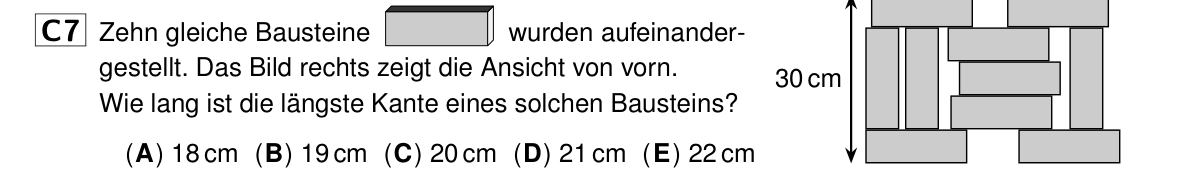 C7 Zehn gleiche Bausteine wurden aufeinander-
gestellt. Das Bild rechts zeigt die Ansicht von vorn.
Wie lang ist die längste Kante eines solchen Bausteins?
(A) 18 cm (B) 19 cm (C) 20 cm (D) 21 cm (E) 22 cm
30 cm